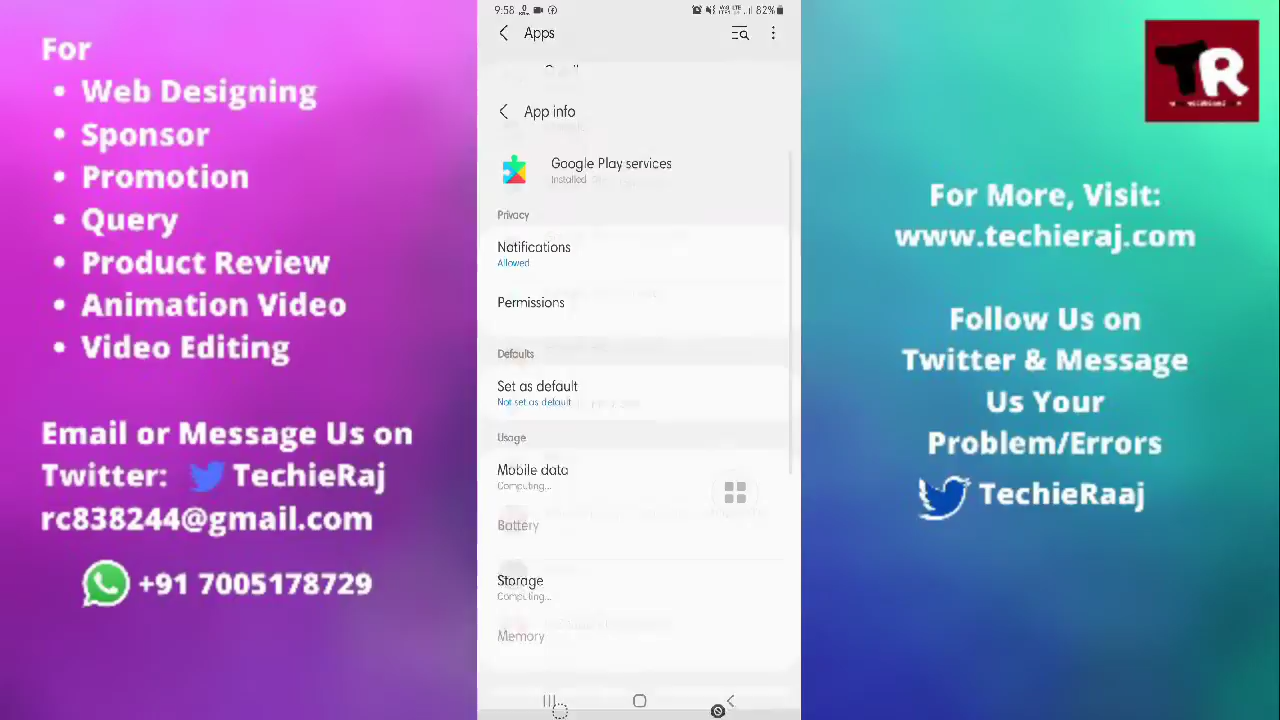 For
• Web Designing
• Sponsor
• Promotion
• Query
• Product Review
• Animation Video
• Video Editing
Email or Message Us on
Twitter: TechieRaj
rc838244@gmail.com
+91 7005178729
9:58
82%
Apps
App info
Google Play services
Installed
Privacy
Notifications
Allowed
Permissions
Defaults
Set as default
Not set as default
Usage
Mobile data
Computing...
Battery
Storage
Computing...
Memory
TR
For More, Visit:
www.techieraj.com
Follow Us on
Twitter & Message
Us Your
Problem/Errors
TechieRaaj